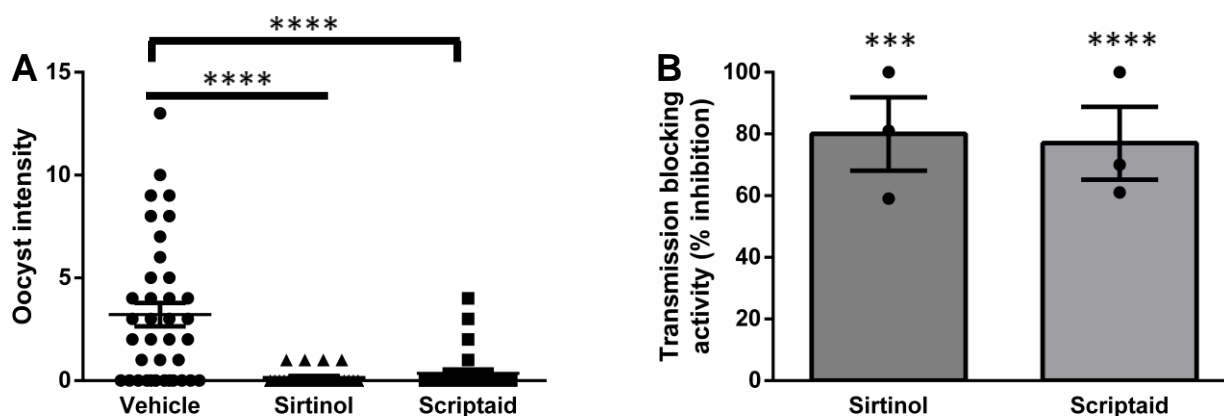 A
****
****
15
10
5
0
Oocyst intensity
Vehicle Sirtinol Scriptaid
B
*** ****
100
80
60
40
20
0
Transmission blocking
activity (% inhibition)
Sirtinol Scriptaid